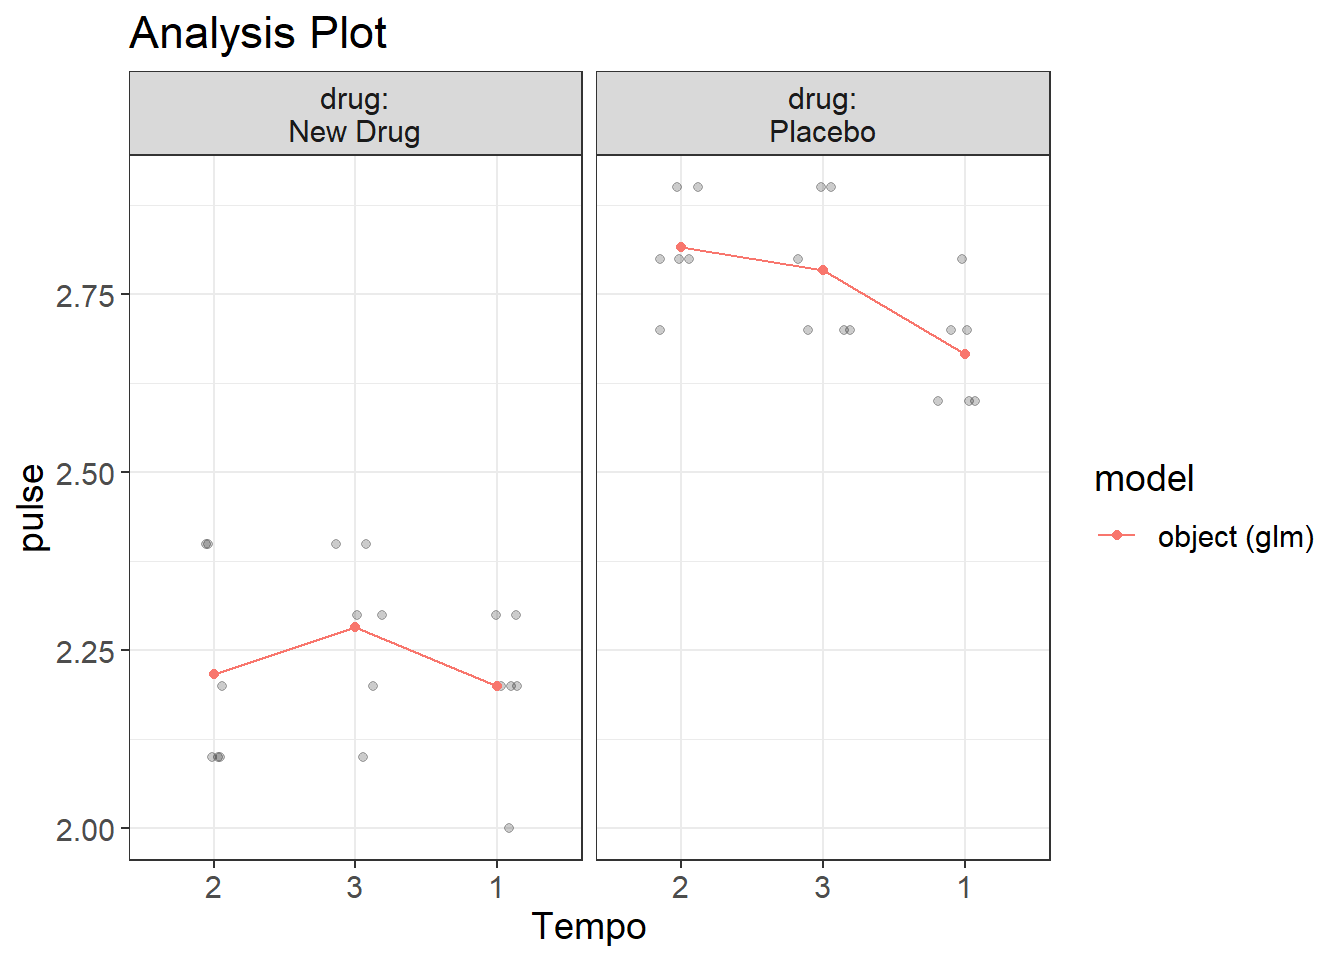 Analysis Plot
drug:
New Drug
drug:
Placebo
2.75
2.50
2.25
2.00
pulse
2
3
1
2
3
1
Tempo
model
object (glm)